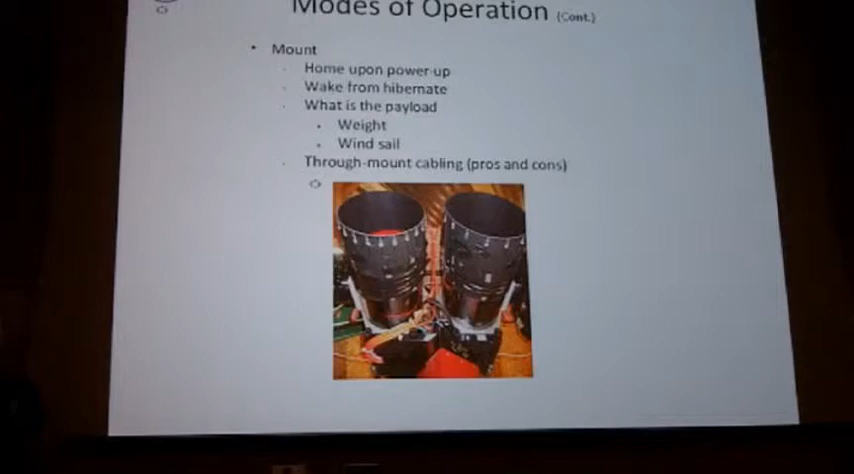 Modes of Operation (Cont.)
• Mount
Home upon power-up
Wake from hibernate
What is the payload
• Weight
• Wind sail
Through-mount cabling (pros and cons)